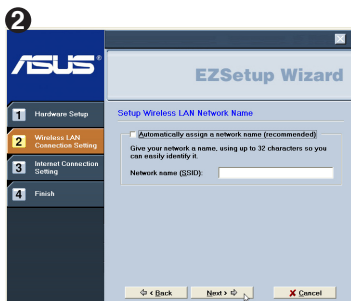 2
ASUS®
EZSetup Wizard
1 Hardware Setup
2 Wireless LAN
Connection Setting
3 Internet Connection
Setting
4 Finish
Setup Wireless LAN Network Name
Automatically assign a network name (recommended)
Give your network a name, using up to 32 characters so you
can easily identify it.
Network name (SSID):
< Back
Next >
Cancel